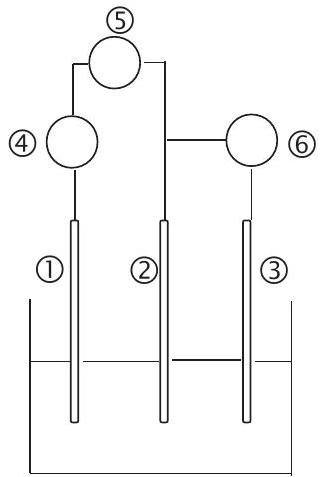 ⑤
④ ⑥
① ② ③